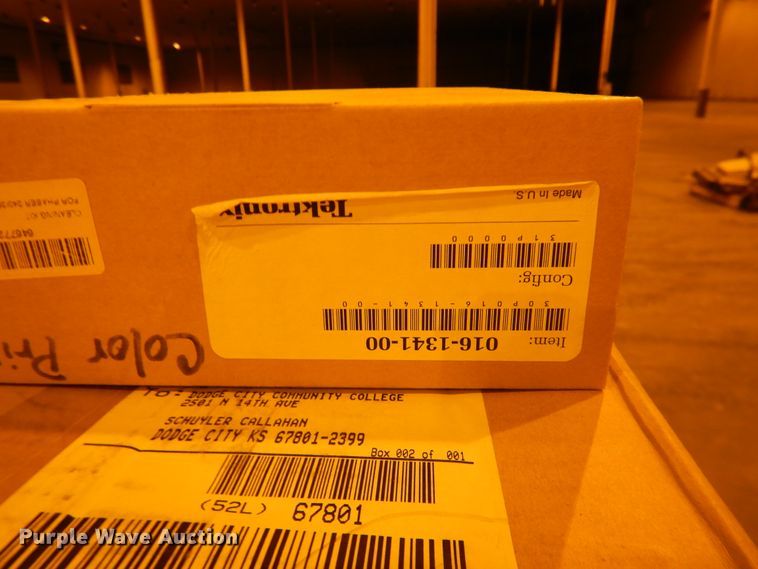 Made In U.S
Tektronix
31P0000
Config:
30P016-1341-00
Item:
016-1341-00
CLEANING KIT
FOR PHASER
Color
TO: DODGE CITY COMMUNITY COLLEGE
2501 N 14TH AVE
SCHUYLER CALLAHAN
DODGE CITY KS 67801-2399
Box 002 of 001
(52L) 67801
Purple Wave Auction